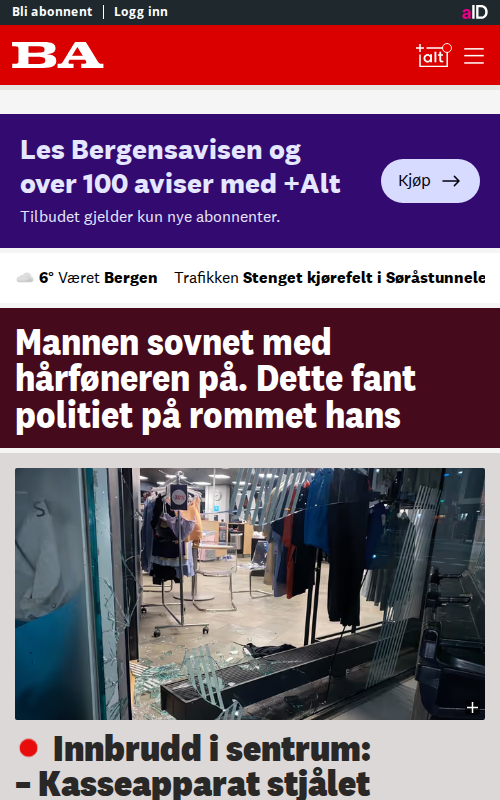 Bli abonnent | Logg inn
aID
BA
+alt
Les Bergensavisen og
over 100 aviser med +Alt
Kjøp →
Tilbudet gjelder kun nye abonnenter.
6° Været Bergen Trafikken Stenget kjørefelt i Søråstunnele
Mannen sovnet med
hårføneren på. Dette fant
politiet på rommet hans
Innbrudd i sentrum:
– Kasseapparat stjålet